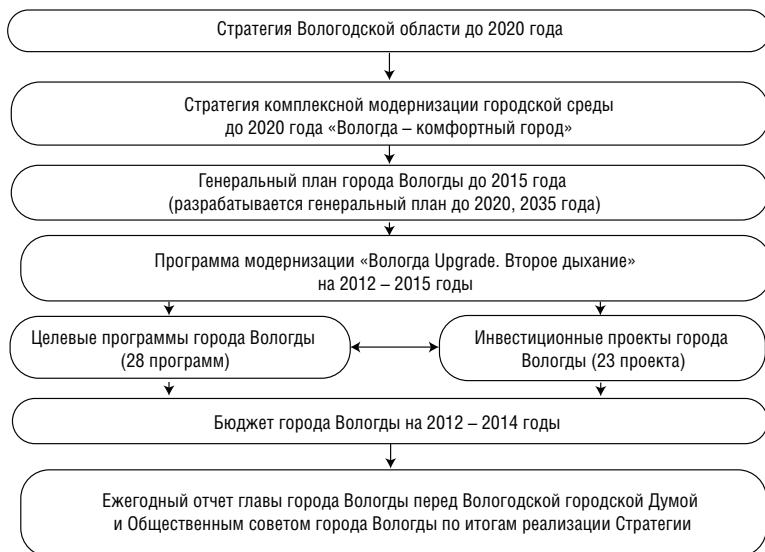 Стратегия Вологодской области до 2020 года
Стратегия комплексной модернизации городской среды
до 2020 года «Вологда – комфортный город»
Генеральный план города Вологды до 2015 года
(разрабатывается генеральный план до 2020, 2035 года)
Программа модернизации «Вологда Upgrade. Второе дыхание»
на 2012 – 2015 годы
Целевые программы города Вологды
(28 программ)
Инвестиционные проекты города
Вологды (23 проекта)
Бюджет города Вологды на 2012 – 2014 годы
Ежегодный отчет главы города Вологды перед Вологодской городской Думой
и Общественным советом города Вологды по итогам реализации Стратегии